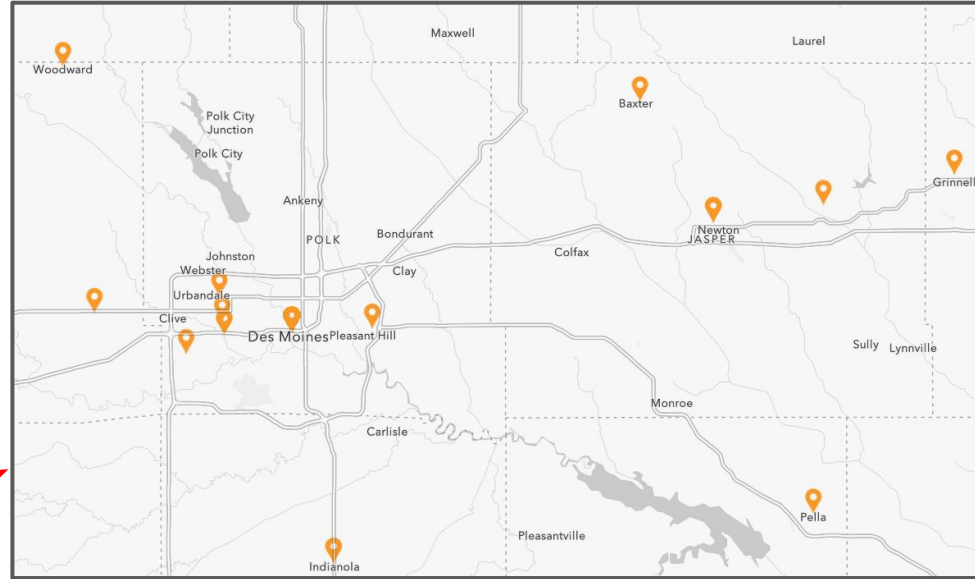 Maxwell
Laurel
Woodward
Baxter
Polk City
Junction
Polk City
Grinnell
Ankeny
Newton
JASPER
POLK
Bondurant
Johnston
Colfax
Webster
Clay
Urbandale
Clive
Des Moines
Pleasant Hill
Sully
Lynnville
Monroe
Carlisle
Pella
Pleasantville
Indianola